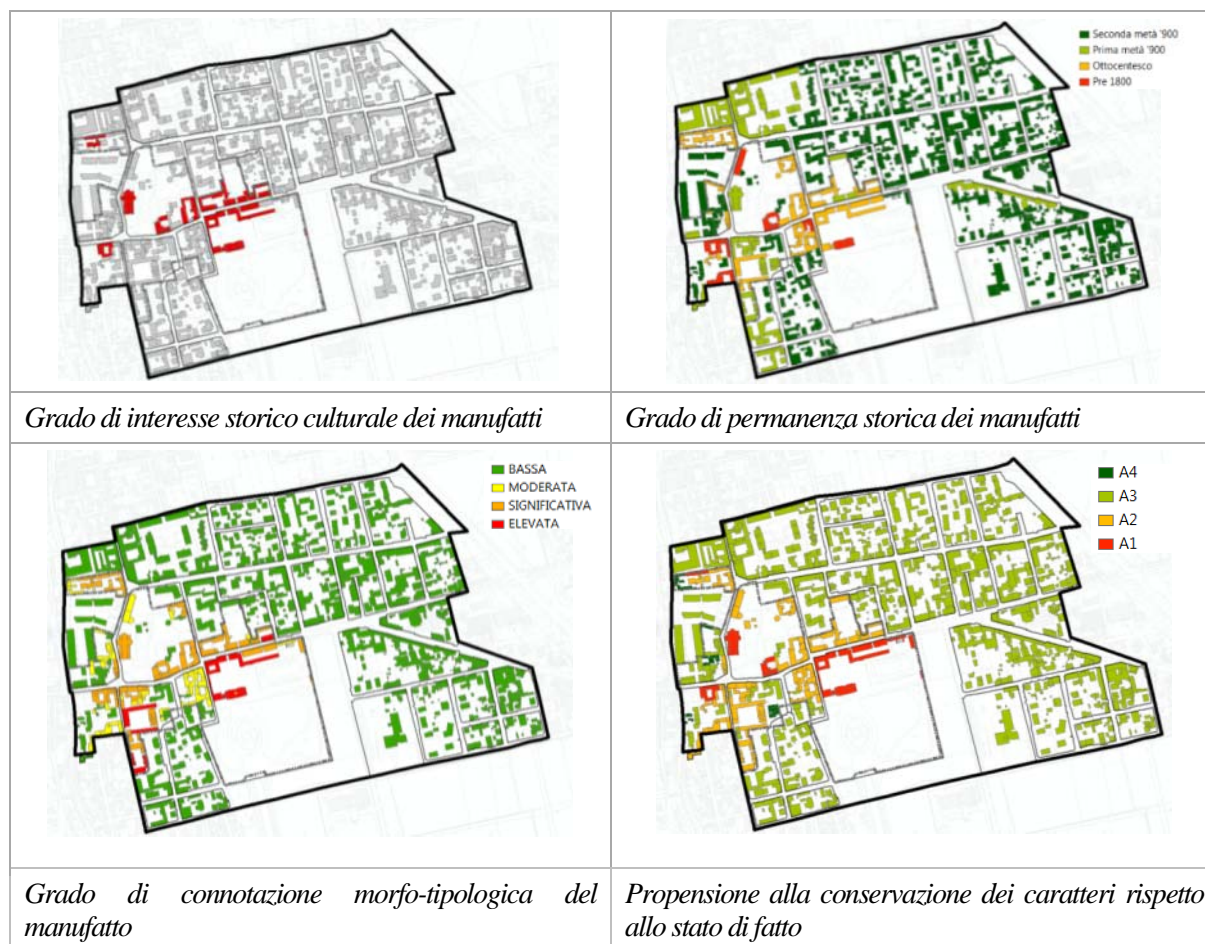 Seconda metà '900
Prima metà '900
Ottocentesco
Pre 1800
Grado di interesse storico culturale dei manufatti
Grado di permanenza storica dei manufatti
BASSA
MODERATA
SIGNIFICATIVA
ELEVATA
A4
A3
A2
A1
Grado di connotazione morfo-tipologica del
manufatto
Propensione alla conservazione dei caratteri rispetto
allo stato di fatto